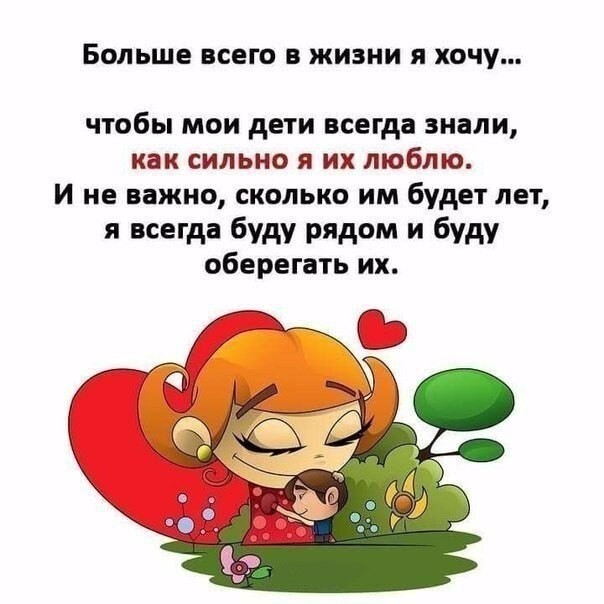 Больше всего в жизни я хочу...
чтобы мои дети всегда знали,
как сильно я их люблю.
И не важно, сколько им будет лет,
я всегда буду рядом и буду
оберегать их.